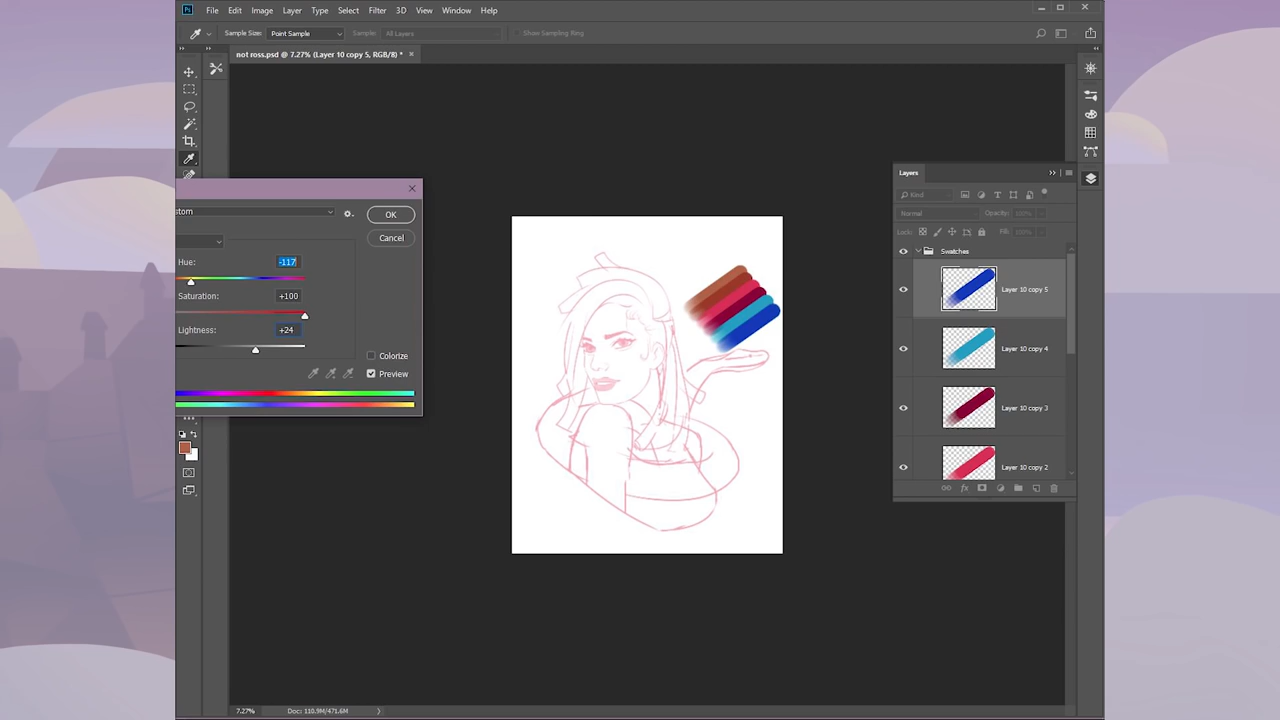 Ps File Edit Image Layer Type Select Filter 3D View Window Help
Sample Size: Point Sample Sample: All Layers Show Sampling Ring
not ross.psd @ 7.27% (Layer 10 copy 5, RGB/8) *
Layers
Kind
Normal Opacity: 100%
Lock: Fill: 100%
Swatches
Layer 10 copy 5
Layer 10 copy 4
Layer 10 copy 3
Layer 10 copy 2
fx
stom OK
Cancel
Hue: -117
Saturation: +100
Lightness: +24
Colorize
Preview
7.27% Doc: 110.9M/471.6M